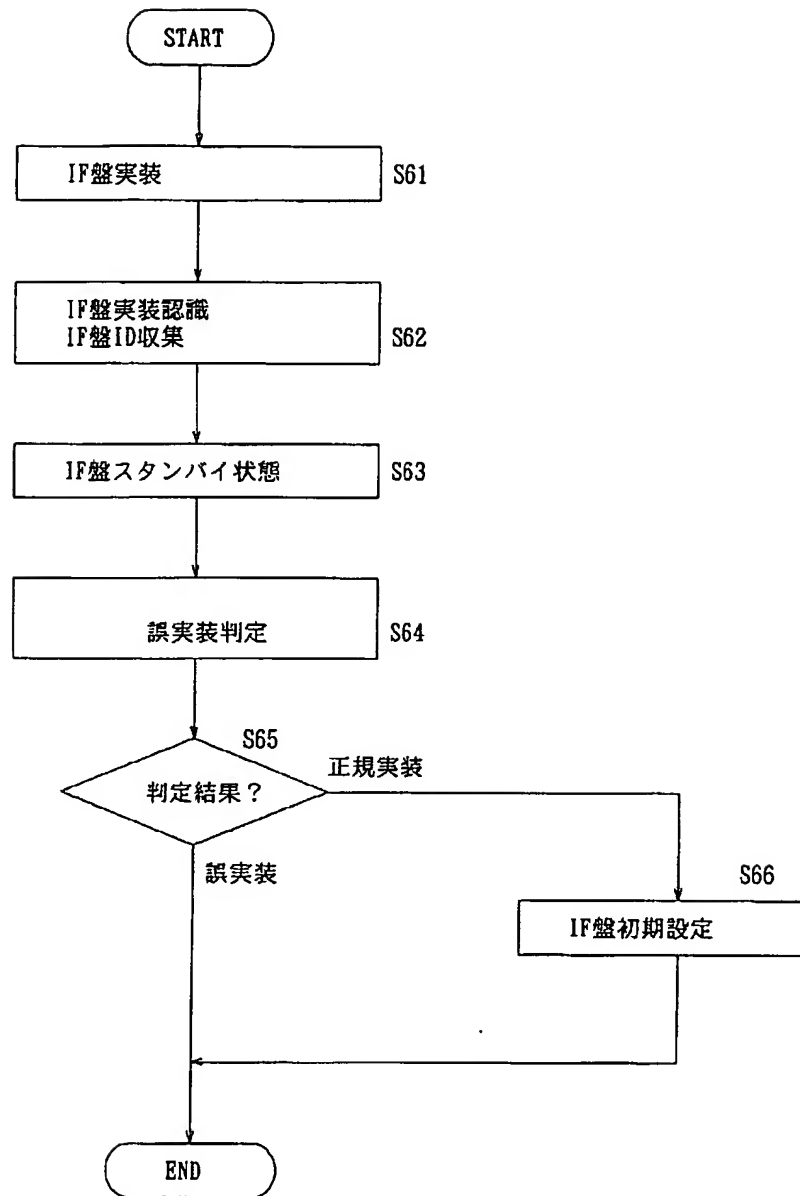 START
IF盤実装
S61
IF盤実装認識
IF盤ID収集
S62
IF盤スタンバイ状態
S63
誤実装判定
S64
S65
判定結果？
正規実装
誤実装
S66
IF盤初期設定
END